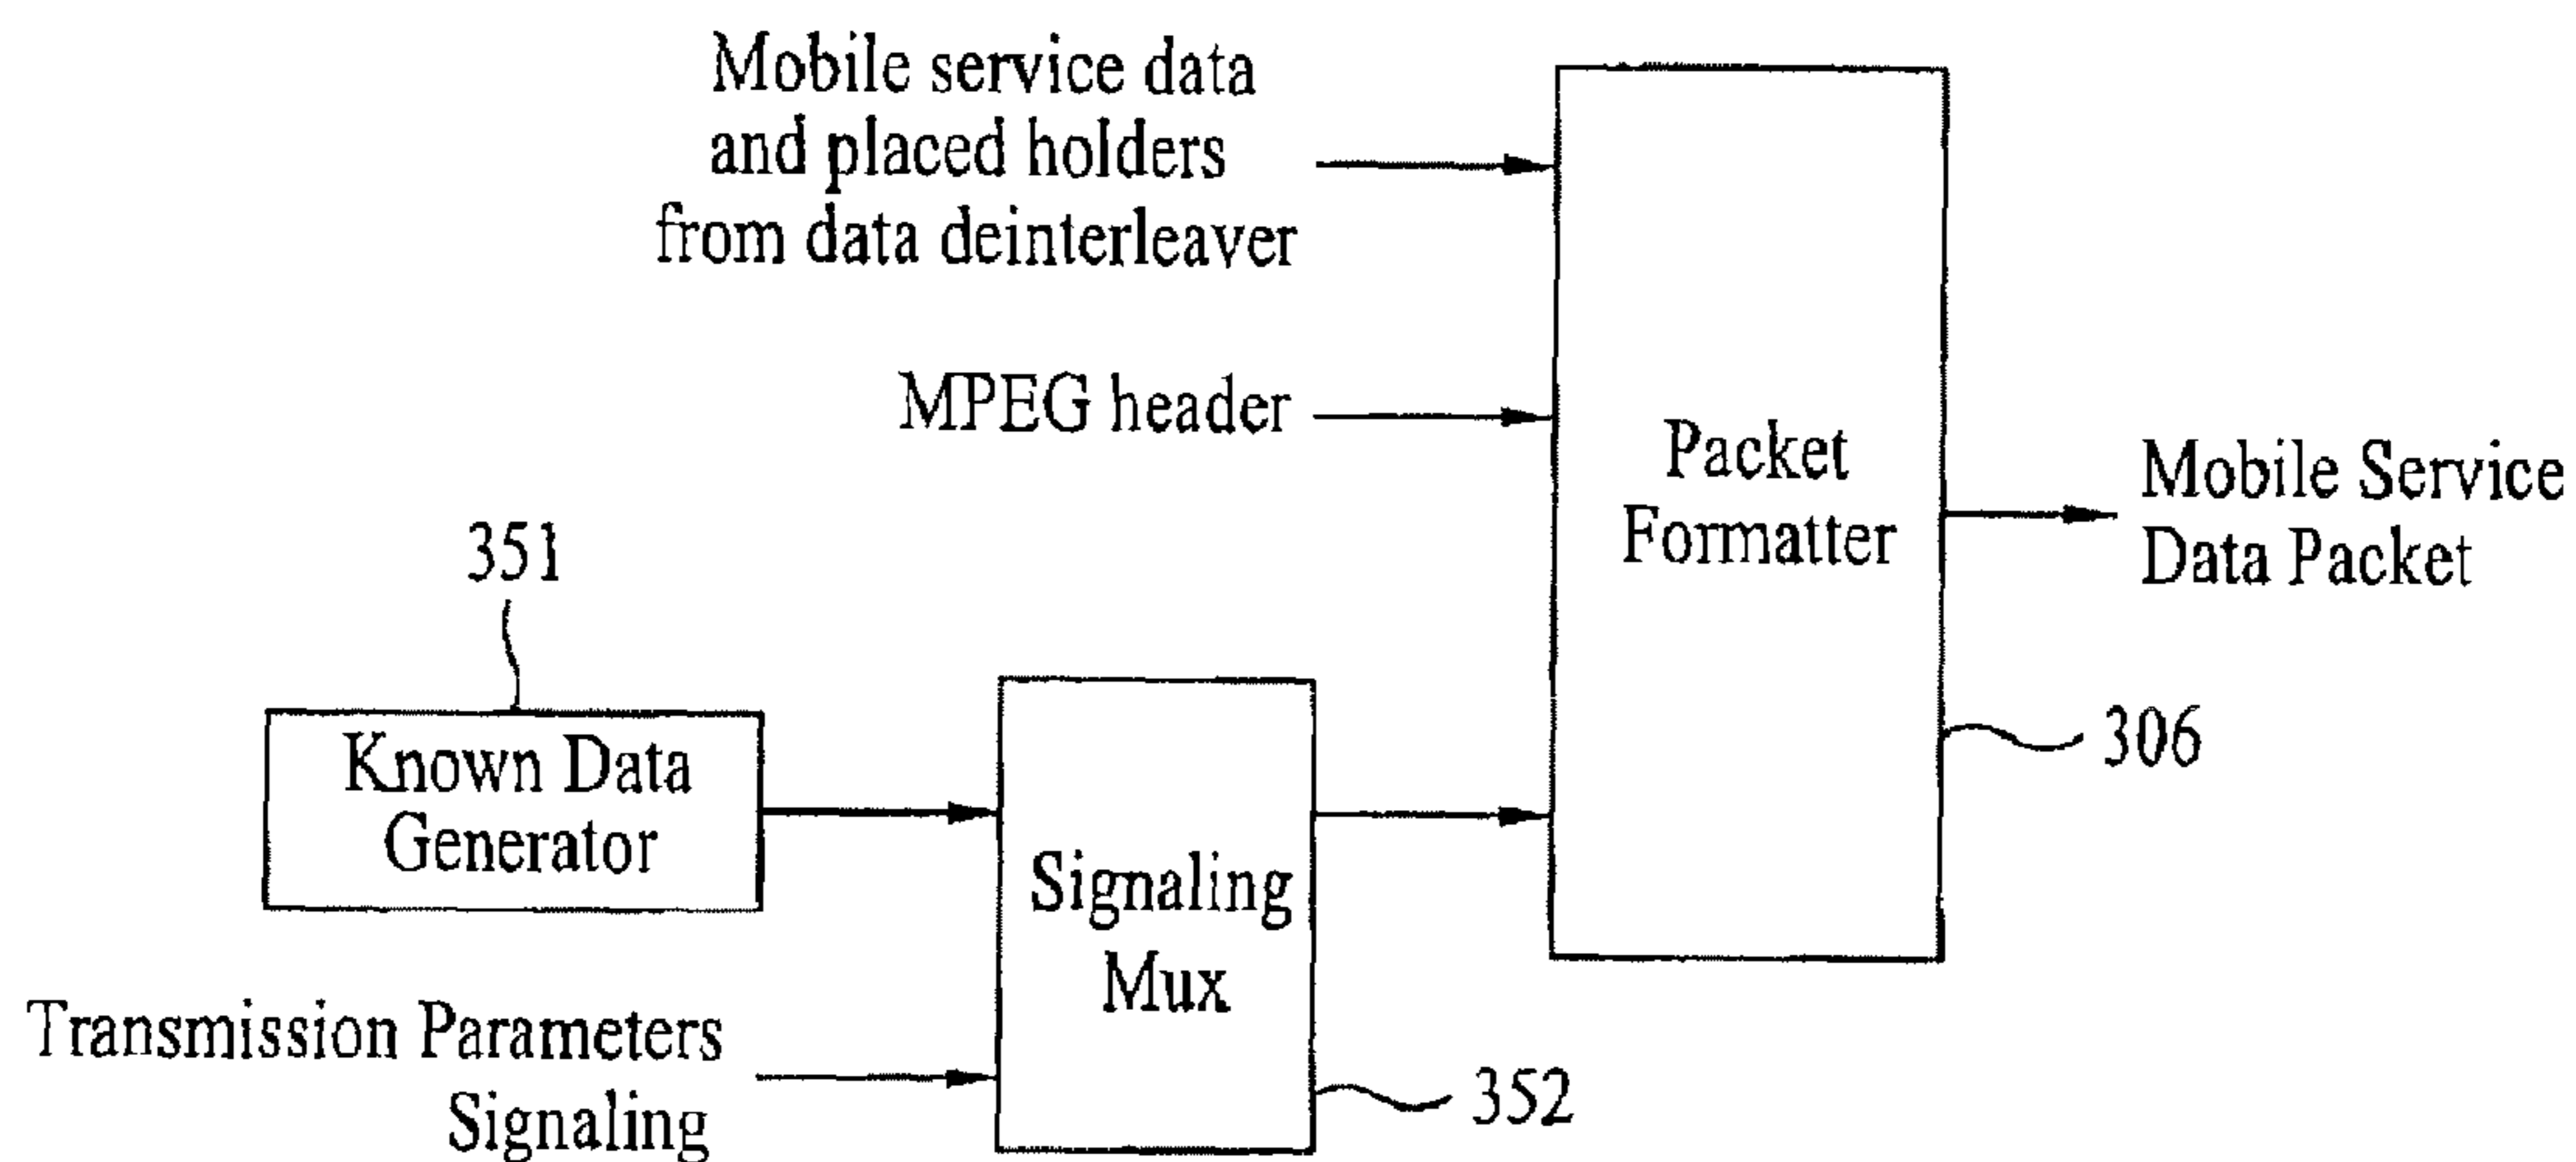 Mobile service data
and placed holders
from data deinterleaver
MPEG header
Packet
Formatter
Mobile Service
Data Packet
351
Known Data
Generator
306
Signaling
Mux
Transmission Parameters
Signaling
352